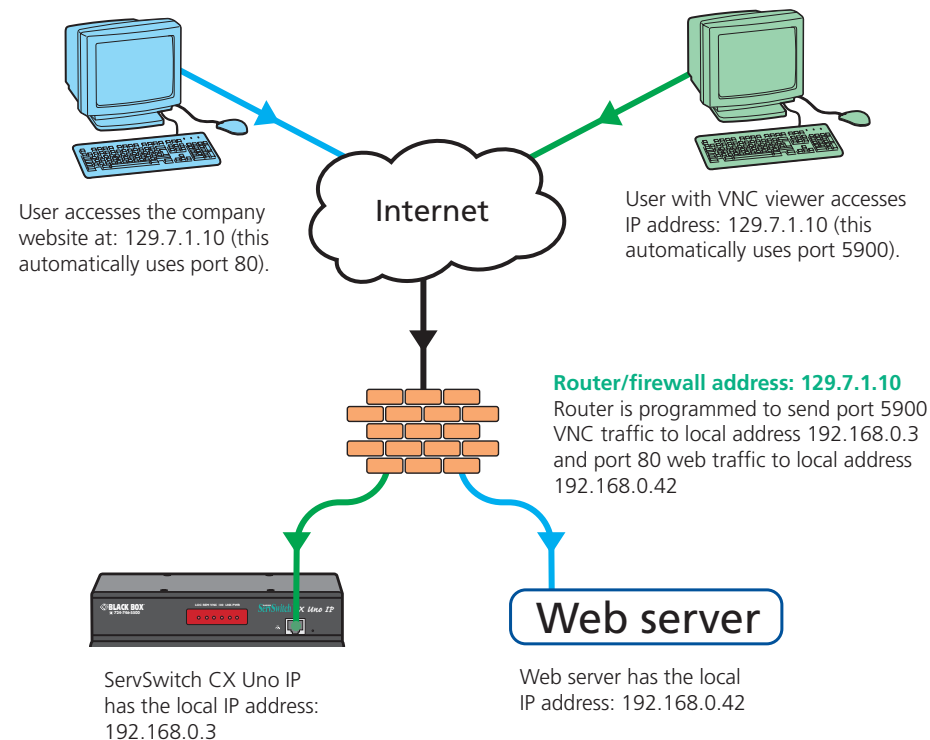 User accesses the company
website at: 129.7.1.10 (this
automatically uses port 80).
Internet
User with VNC viewer accesses
IP address: 129.7.1.10 (this
automatically uses port 5900).
Router/firewall address: 129.7.1.10
Router is programmed to send port 5900
VNC traffic to local address 192.168.0.3
and port 80 web traffic to local address
192.168.0.42
BLACK BOX
ServSwitch CX Uno IP
Web server
ServSwitch CX Uno IP
has the local IP address:
192.168.0.3
Web server has the local
IP address: 192.168.0.42